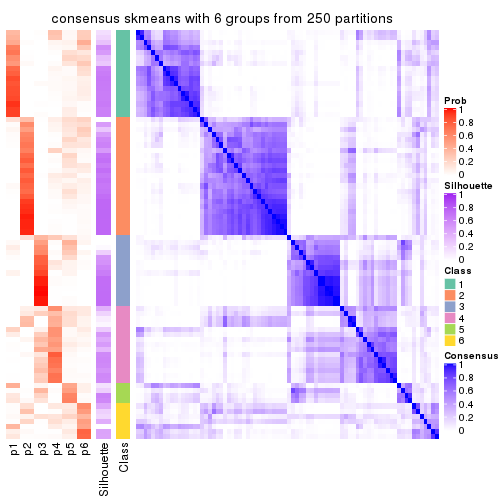 consensus skmeans with 6 groups from 250 partitions
Prob
1
0.8
0.6
0.4
0.2
0
Silhouette
1
0.8
0.6
0.4
0.2
0
Class
1
2
3
4
5
6
Consensus
1
0.8
0.6
0.4
0.2
0
p1
p2
p3
p4
p5
p6
Silhouette
Class